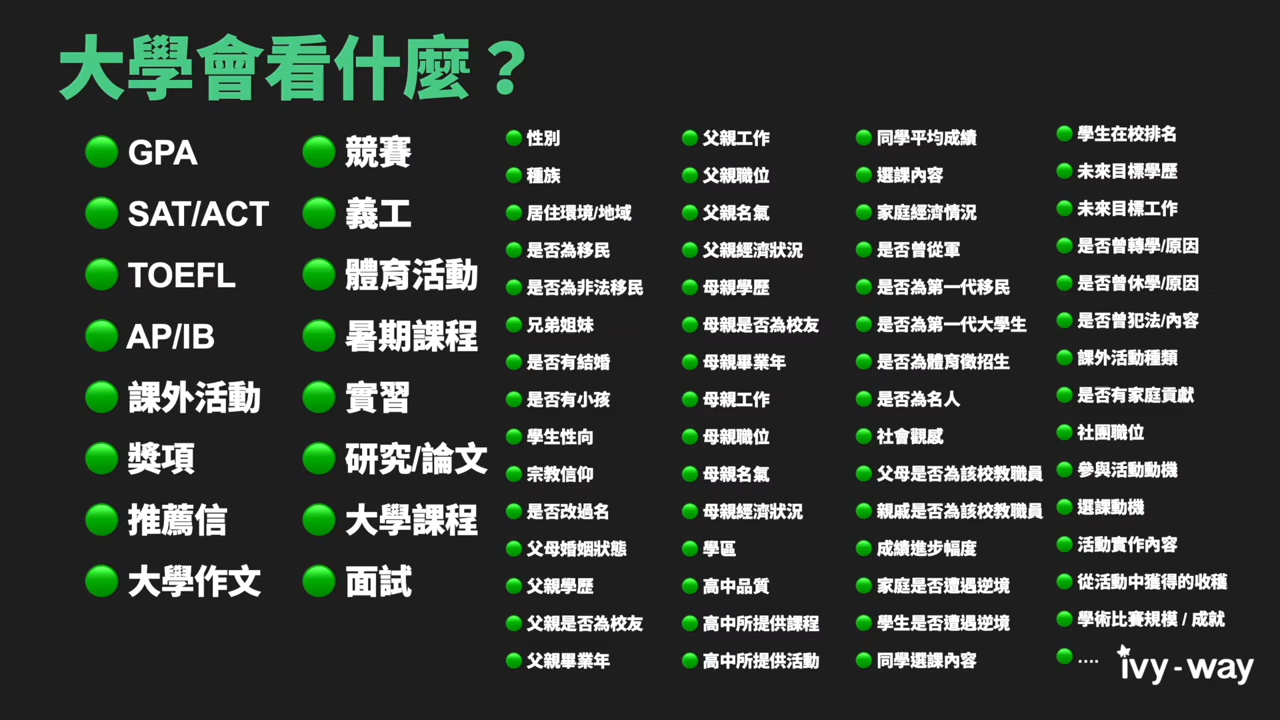 大學會看什麼？
GPA
SAT/ACT
TOEFL
AP/IB
課外活動
獎項
推薦信
大學作文
競賽
義工
體育活動
暑期課程
實習
研究/論文
大學課程
面試
性別
種族
居住環境/地域
是否為移民
是否為非法移民
兄弟姐妹
是否有結婚
是否有小孩
學生性向
宗教信仰
是否改過名
父母婚姻狀態
父親學歷
父親是否為校友
父親畢業年
父親工作
父親職位
父親名氣
父親經濟狀況
母親學歷
母親是否為校友
母親畢業年
母親工作
母親職位
母親名氣
母親經濟狀況
學區
高中品質
高中所提供課程
高中所提供活動
同學平均成績
選課內容
家庭經濟情況
是否曾從軍
是否為第一代移民
是否為第一代大學生
是否為體育徵招生
是否為名人
社會觀感
父母是否為該校教職員
親戚是否為該校教職員
成績進步幅度
家庭是否遭遇逆境
學生是否遭遇逆境
同學選課內容
學生在校排名
未來目標學歷
未來目標工作
是否曾轉學/原因
是否曾休學/原因
是否曾犯法/內容
課外活動種類
是否有家庭貢獻
社團職位
參與活動動機
選課動機
活動實作內容
從活動中獲得的收穫
學術比賽規模 / 成就
....
ivy-way